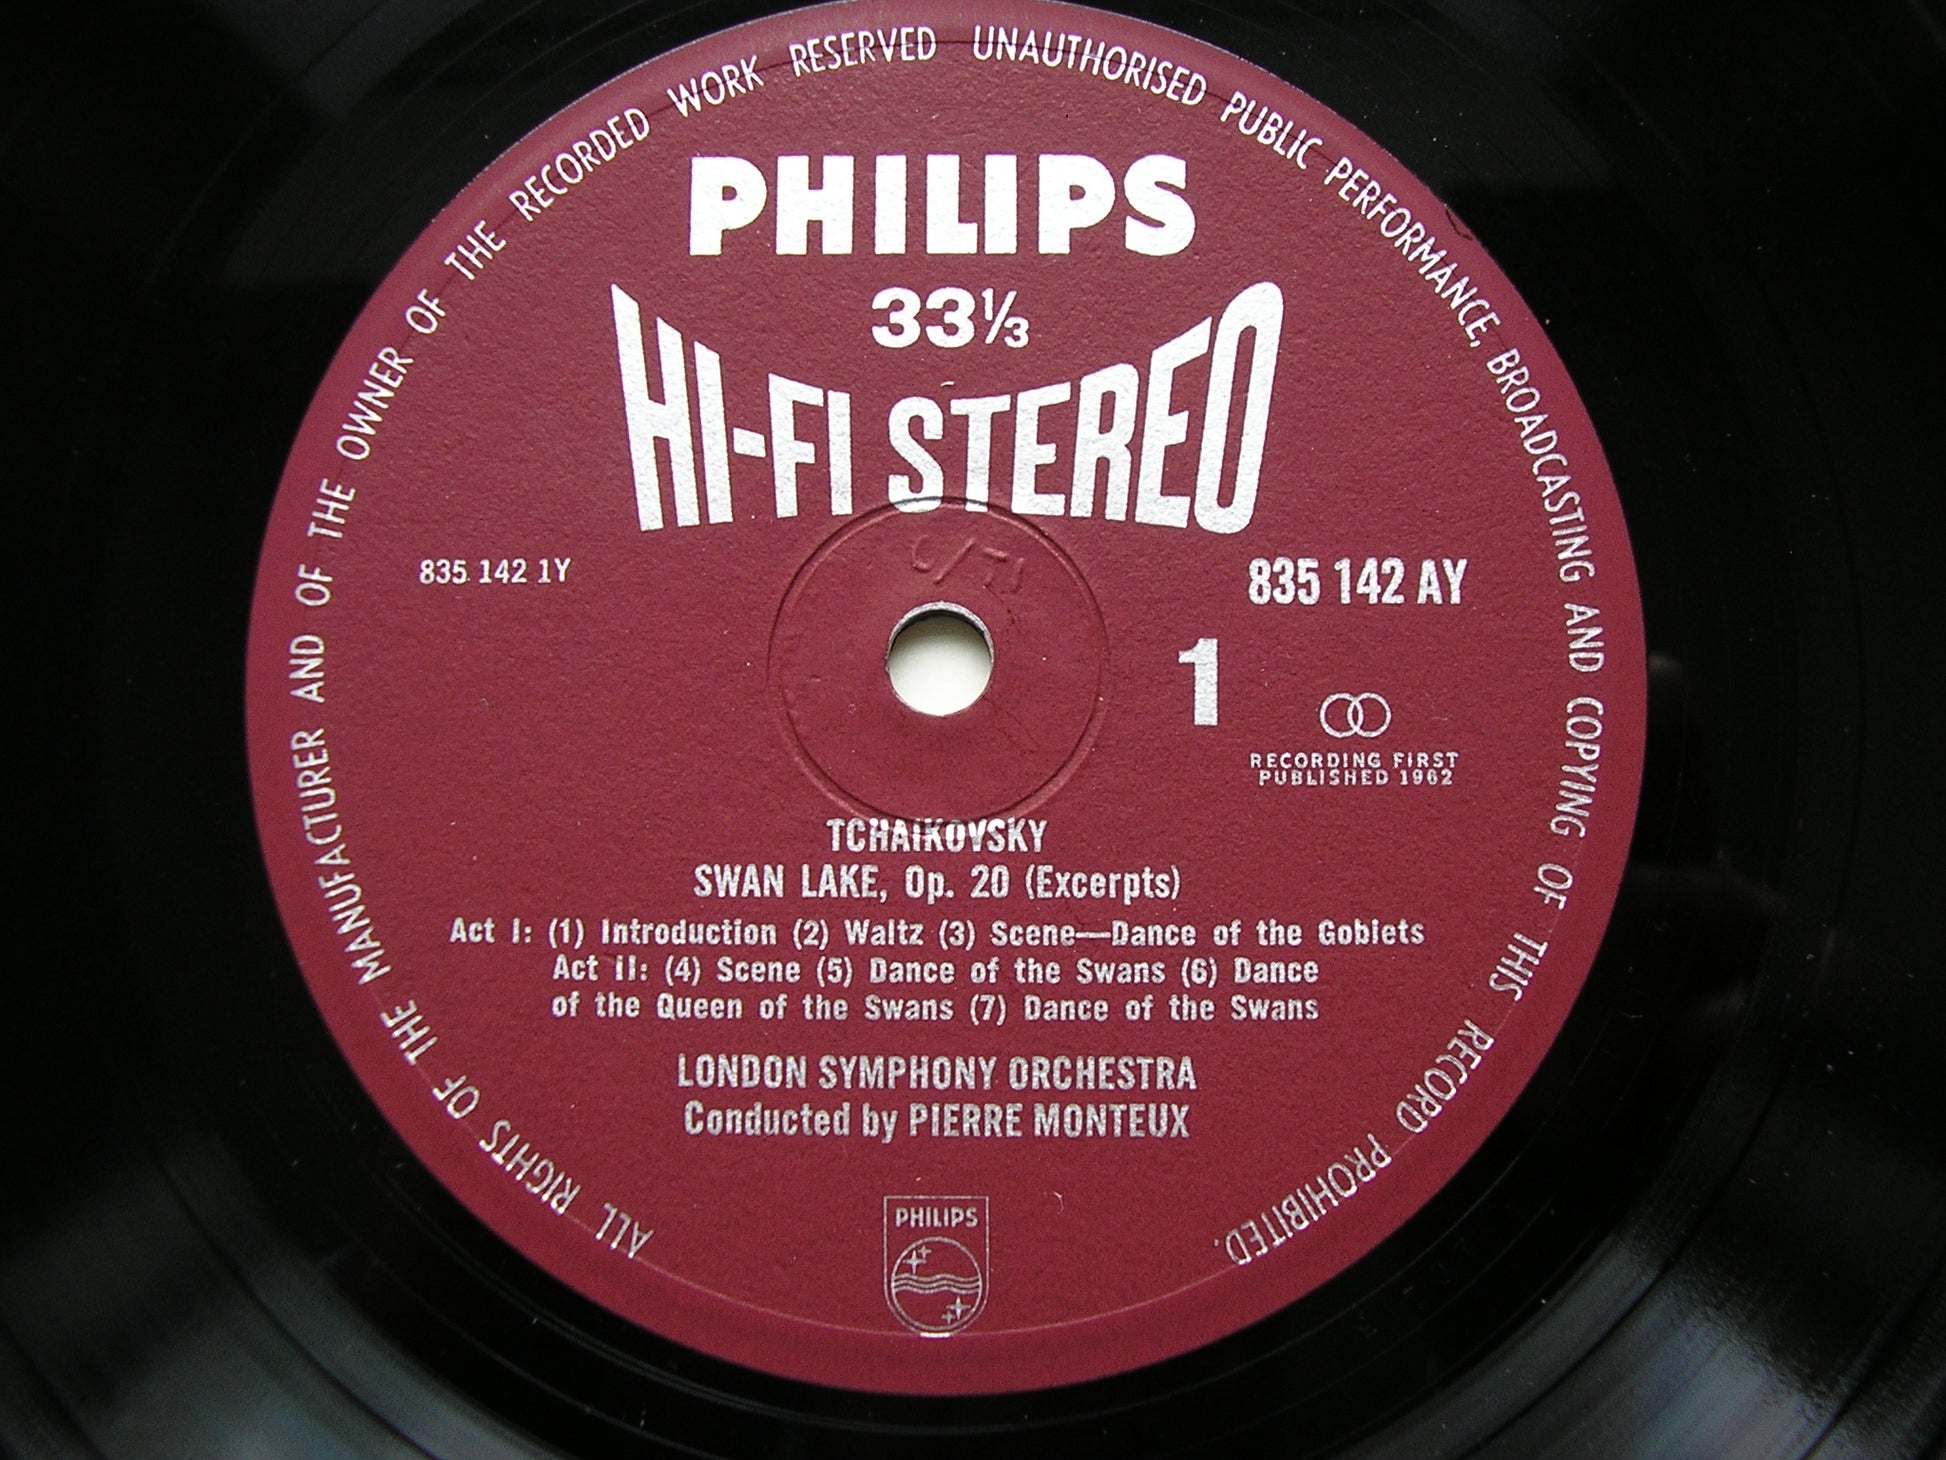 ALL RIGHTS OF THE MANUFACTURER AND OF THE OWNER OF THE RECORDED WORK RESERVED UNAUTHORISED PUBLIC PERFORMANCE, BROADCASTING AND COPYING OF THIS RECORD PROHIBITED.
PHILIPS
33⅓
HI-FI STEREO
835 142 1Y
835 142 AY
1
RECORDING FIRST
PUBLISHED 1962
TCHAIKOVSKY
SWAN LAKE, Op. 20 (Excerpts)
Act I: (1) Introduction (2) Waltz (3) Scene—Dance of the Goblets
Act II: (4) Scene (5) Dance of the Swans (6) Dance
of the Queen of the Swans (7) Dance of the Swans
LONDON SYMPHONY ORCHESTRA
Conducted by PIERRE MONTEUX
PHILIPS